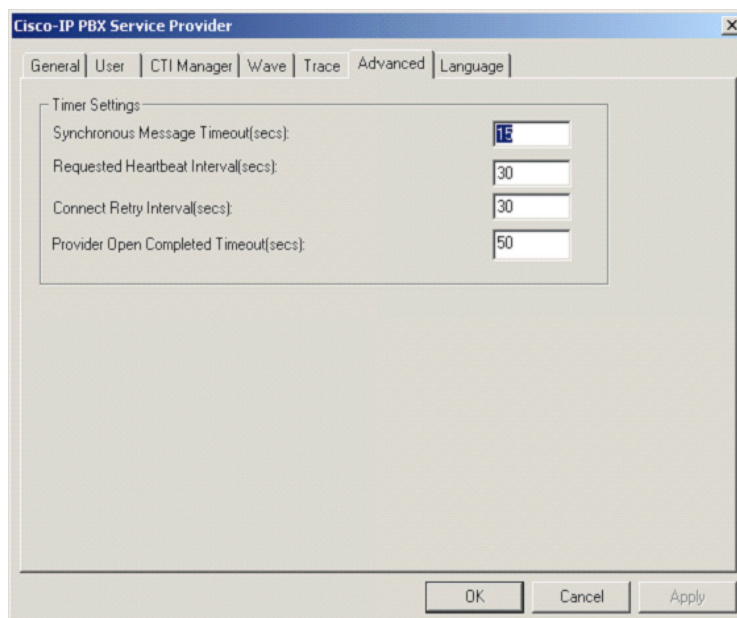 Cisco-IP PBX Service Provider
General User CTI Manager Wave Trace Advanced Language
Timer Settings
Synchronous Message Timeout(secs): 15
Requested Heartbeat Interval(secs): 30
Connect Retry Interval(secs): 30
Provider Open Completed Timeout(secs): 50
OK Cancel Apply